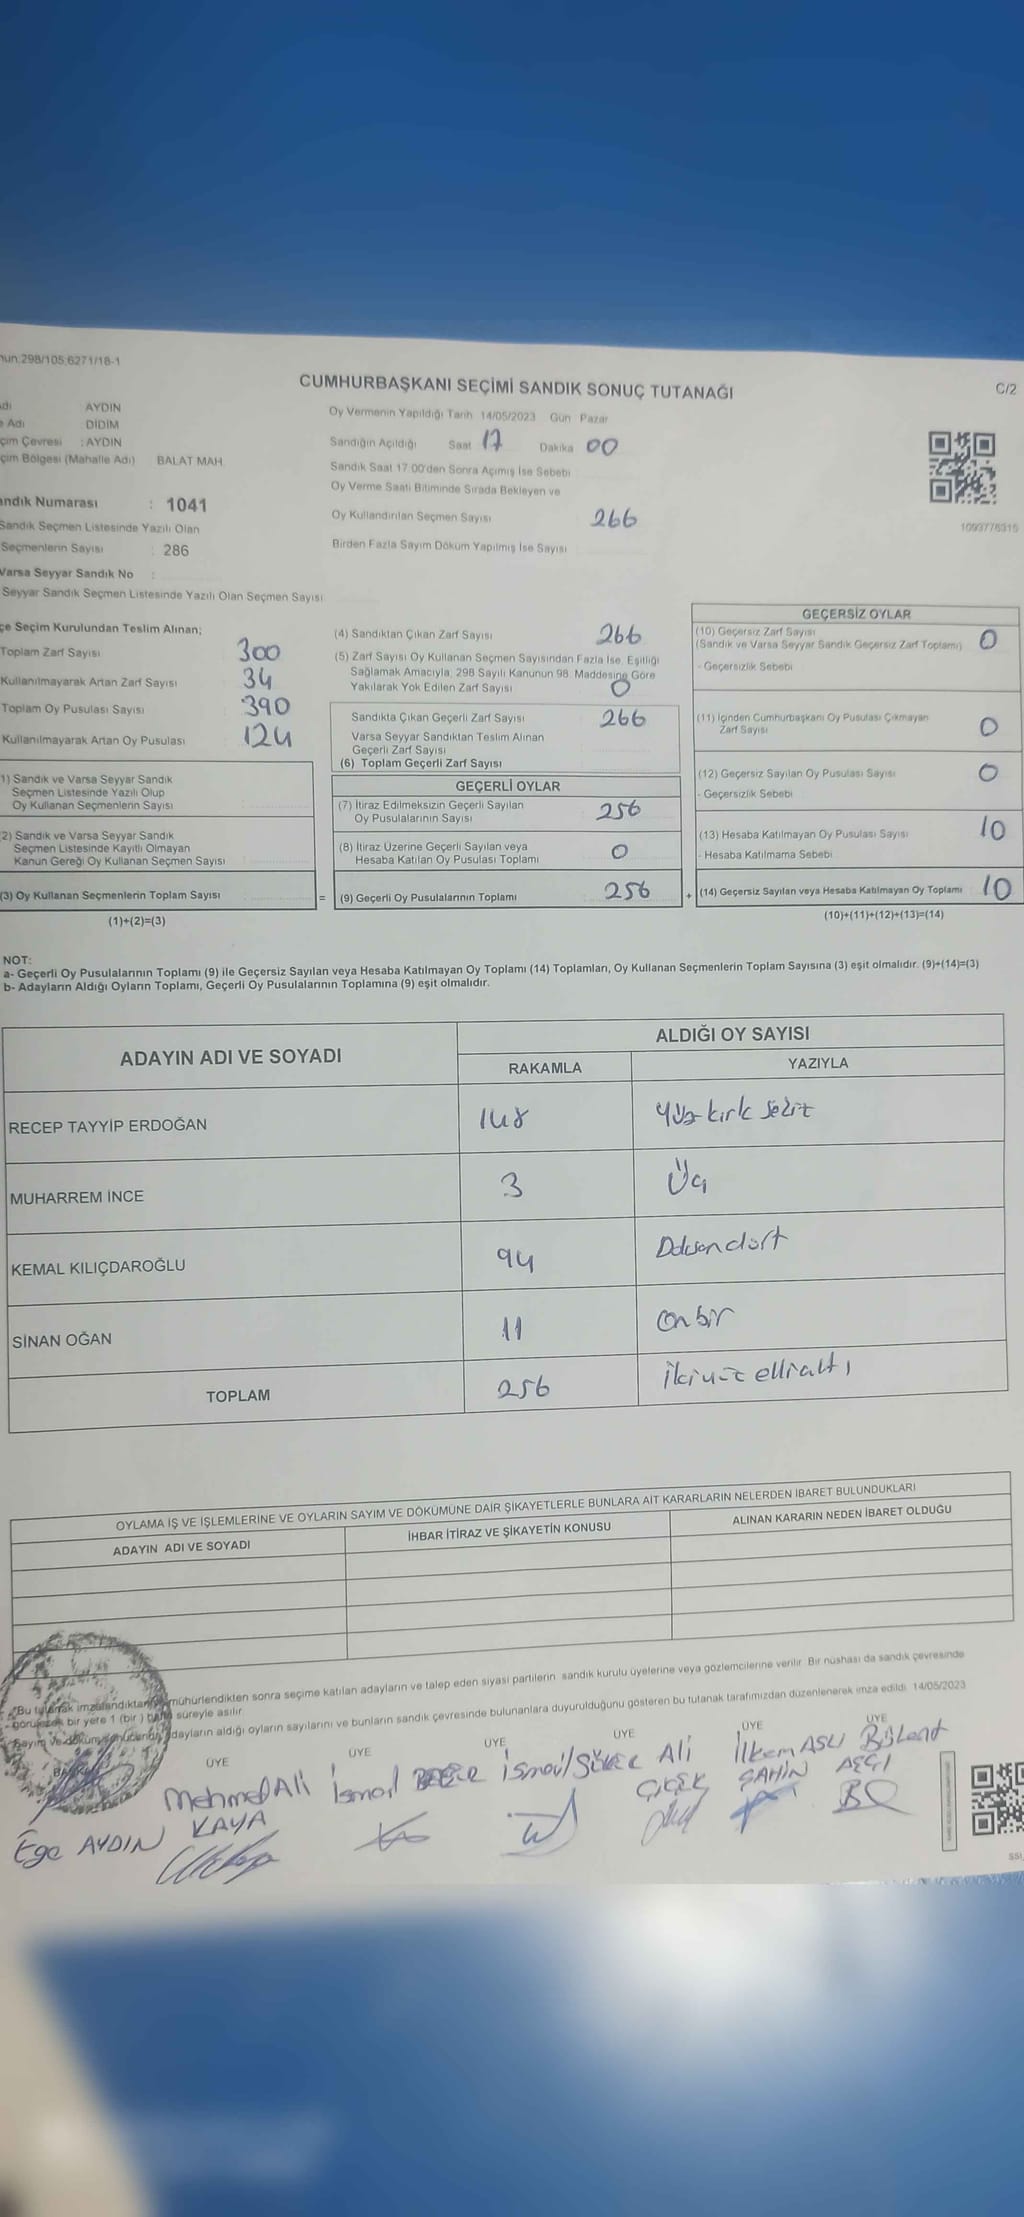 nun:298/105;6271/18-1
CUMHURBAŞKANI SEÇİMİ SANDIK SONUÇ TUTANAĞI
C/2
dı AYDIN
e Adı DİDİM
çim Çevresi : AYDIN
çim Bölgesi (Mahalle Adı) BALAT MAH.
ndık Numarası : 1041
Sandık Seçmen Listesinde Yazılı Olan
Seçmenlerin Sayısı : 286
Varsa Seyyar Sandık No :
Seyyar Sandık Seçmen Listesinde Yazılı Olan Seçmen Sayısı
Oy Vermenin Yapıldığı Tarih 14/05/2023 Gün Pazar
Sandığın Açıldığı Saat 17 Dakika 00
Sandık Saat 17:00'den Sonra Açımış İse Sebebi
Oy Verme Saati Bitiminde Sırada Bekleyen ve
Oy Kullandırılan Seçmen Sayısı 266
Birden Fazla Sayım Döküm Yapılmış İse Sayısı
1093776315
çe Seçim Kurulundan Teslim Alınan;
Toplam Zarf Sayısı 300
Kullanılmayarak Artan Zarf Sayısı 34
Toplam Oy Pusulası Sayısı 390
Kullanılmayarak Artan Oy Pusulası 124
1) Sandık ve Varsa Seyyar Sandık
Seçmen Listesinde Yazılı Olup
Oy Kullanan Seçmenlerin Sayısı
2) Sandık ve Varsa Seyyar Sandık
Seçmen Listesinde Kayıtlı Olmayan
Kanun Gereği Oy Kullanan Seçmen Sayısı
(3) Oy Kullanan Seçmenlerin Toplam Sayısı =
(1)+(2)=(3)
(4) Sandıktan Çıkan Zarf Sayısı 266
(5) Zarf Sayısı Oy Kullanan Seçmen Sayısından Fazla İse, Eşitliği
Sağlamak Amacıyla, 298 Sayılı Kanunun 98. Maddesine Göre
Yakılarak Yok Edilen Zarf Sayısı 0
Sandıkta Çıkan Geçerli Zarf Sayısı 266
Varsa Seyyar Sandıktan Teslim Alınan
Geçerli Zarf Sayısı
(6) Toplam Geçerli Zarf Sayısı
GEÇERLİ OYLAR
(7) İtiraz Edilmeksizin Geçerli Sayılan
Oy Pusulalarının Sayısı 256
(8) İtiraz Üzerine Geçerli Sayılan veya
Hesaba Katılan Oy Pusulası Toplamı 0
(9) Geçerli Oy Pusulalarının Toplamı 256 +
GEÇERSİZ OYLAR
(10) Geçersiz Zarf Sayısı
(Sandık ve Varsa Seyyar Sandık Geçersiz Zarf Toplamı) 0
- Geçersizlik Sebebi
(11) İçinden Cumhurbaşkanı Oy Pusulası Çıkmayan
Zarf Sayısı 0
(12) Geçersiz Sayılan Oy Pusulası Sayısı 0
- Geçersizlik Sebebi
(13) Hesaba Katılmayan Oy Pusulası Sayısı 10
- Hesaba Katılmama Sebebi
(14) Geçersiz Sayılan veya Hesaba Katılmayan Oy Toplamı 10
(10)+(11)+(12)+(13)=(14)
NOT:
a- Geçerli Oy Pusulalarının Toplamı (9) ile Geçersiz Sayılan veya Hesaba Katılmayan Oy Toplamı (14) Toplamları, Oy Kullanan Seçmenlerin Toplam Sayısına (3) eşit olmalıdır. (9)+(14)=(3)
b- Adayların Aldığı Oyların Toplamı, Geçerli Oy Pusulalarının Toplamına (9) eşit olmalıdır.
ADAYIN ADI VE SOYADI
ALDIĞI OY SAYISI
RAKAMLA YAZIYLA
RECEP TAYYİP ERDOĞAN 148 Yüz kırk sekiz
MUHARREM İNCE 3 Üç
KEMAL KILIÇDAROĞLU 94 Doksandört
SİNAN OĞAN 11 Onbir
TOPLAM 256 İkiyüz elli altı
OYLAMA İŞ VE İŞLEMLERİNE VE OYLARIN SAYIM VE DÖKÜMÜNE DAİR ŞİKAYETLERLE BUNLARA AİT KARARLARIN NELERDEN İBARET BULUNDUKLARI
ADAYIN ADI VE SOYADI İHBAR İTİRAZ VE ŞİKAYETİN KONUSU ALINAN KARARIN NEDEN İBARET OLDUĞU
*Bu tutanak imzalandıktan mühürlendikten sonra seçime katılan adayların ve talep eden siyasi partilerin, sandık kurulu üyelerine veya gözlemcilerine verilir. Bir nüshası da sandık çevresinde
görülecek bir yere 1 (bir) hafta süreyle asılır.
Sayım ve döküm sonucunda adayların aldığı oyların sayılarını ve bunların sandık çevresinde bulunanlara duyurulduğunu gösteren bu tutanak tarafımızdan düzenlenerek imza edildi. 14/05/2023
ÜYE ÜYE ÜYE ÜYE ÜYE ÜYE
Ege AYDIN
Mehmed Ali KAYA
İsmail
İsmail
Ali ÇİÇEK
İlkem ASLI ŞAHİN
Bülent AŞÇI